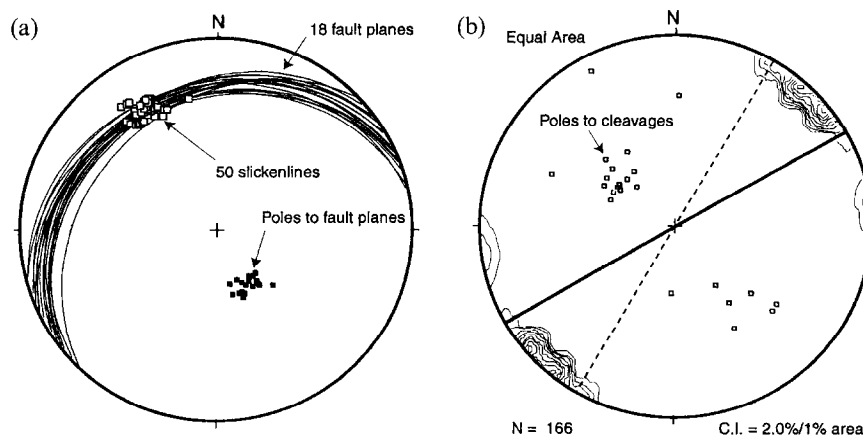 (a)
N
18 fault planes
50 slickenlines
Poles to fault planes
(b)
N
Equal Area
Poles to cleavages
N = 166
C.I. = 2.0%/1% area